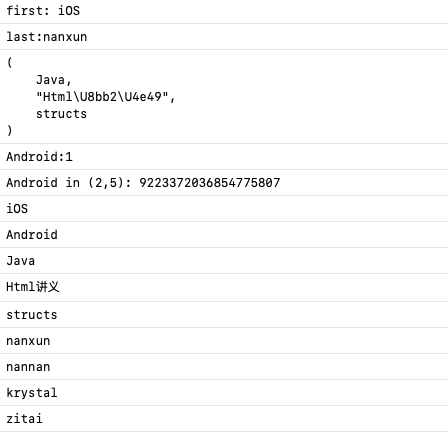 first: iOS
last:nanxun
(
    Java,
    "Html\U8bb2\U4e49",
    structs
)
Android:1
Android in (2,5): 9223372036854775807
iOS
Android
Java
Html讲义
structs
nanxun
nannan
krystal
zitai